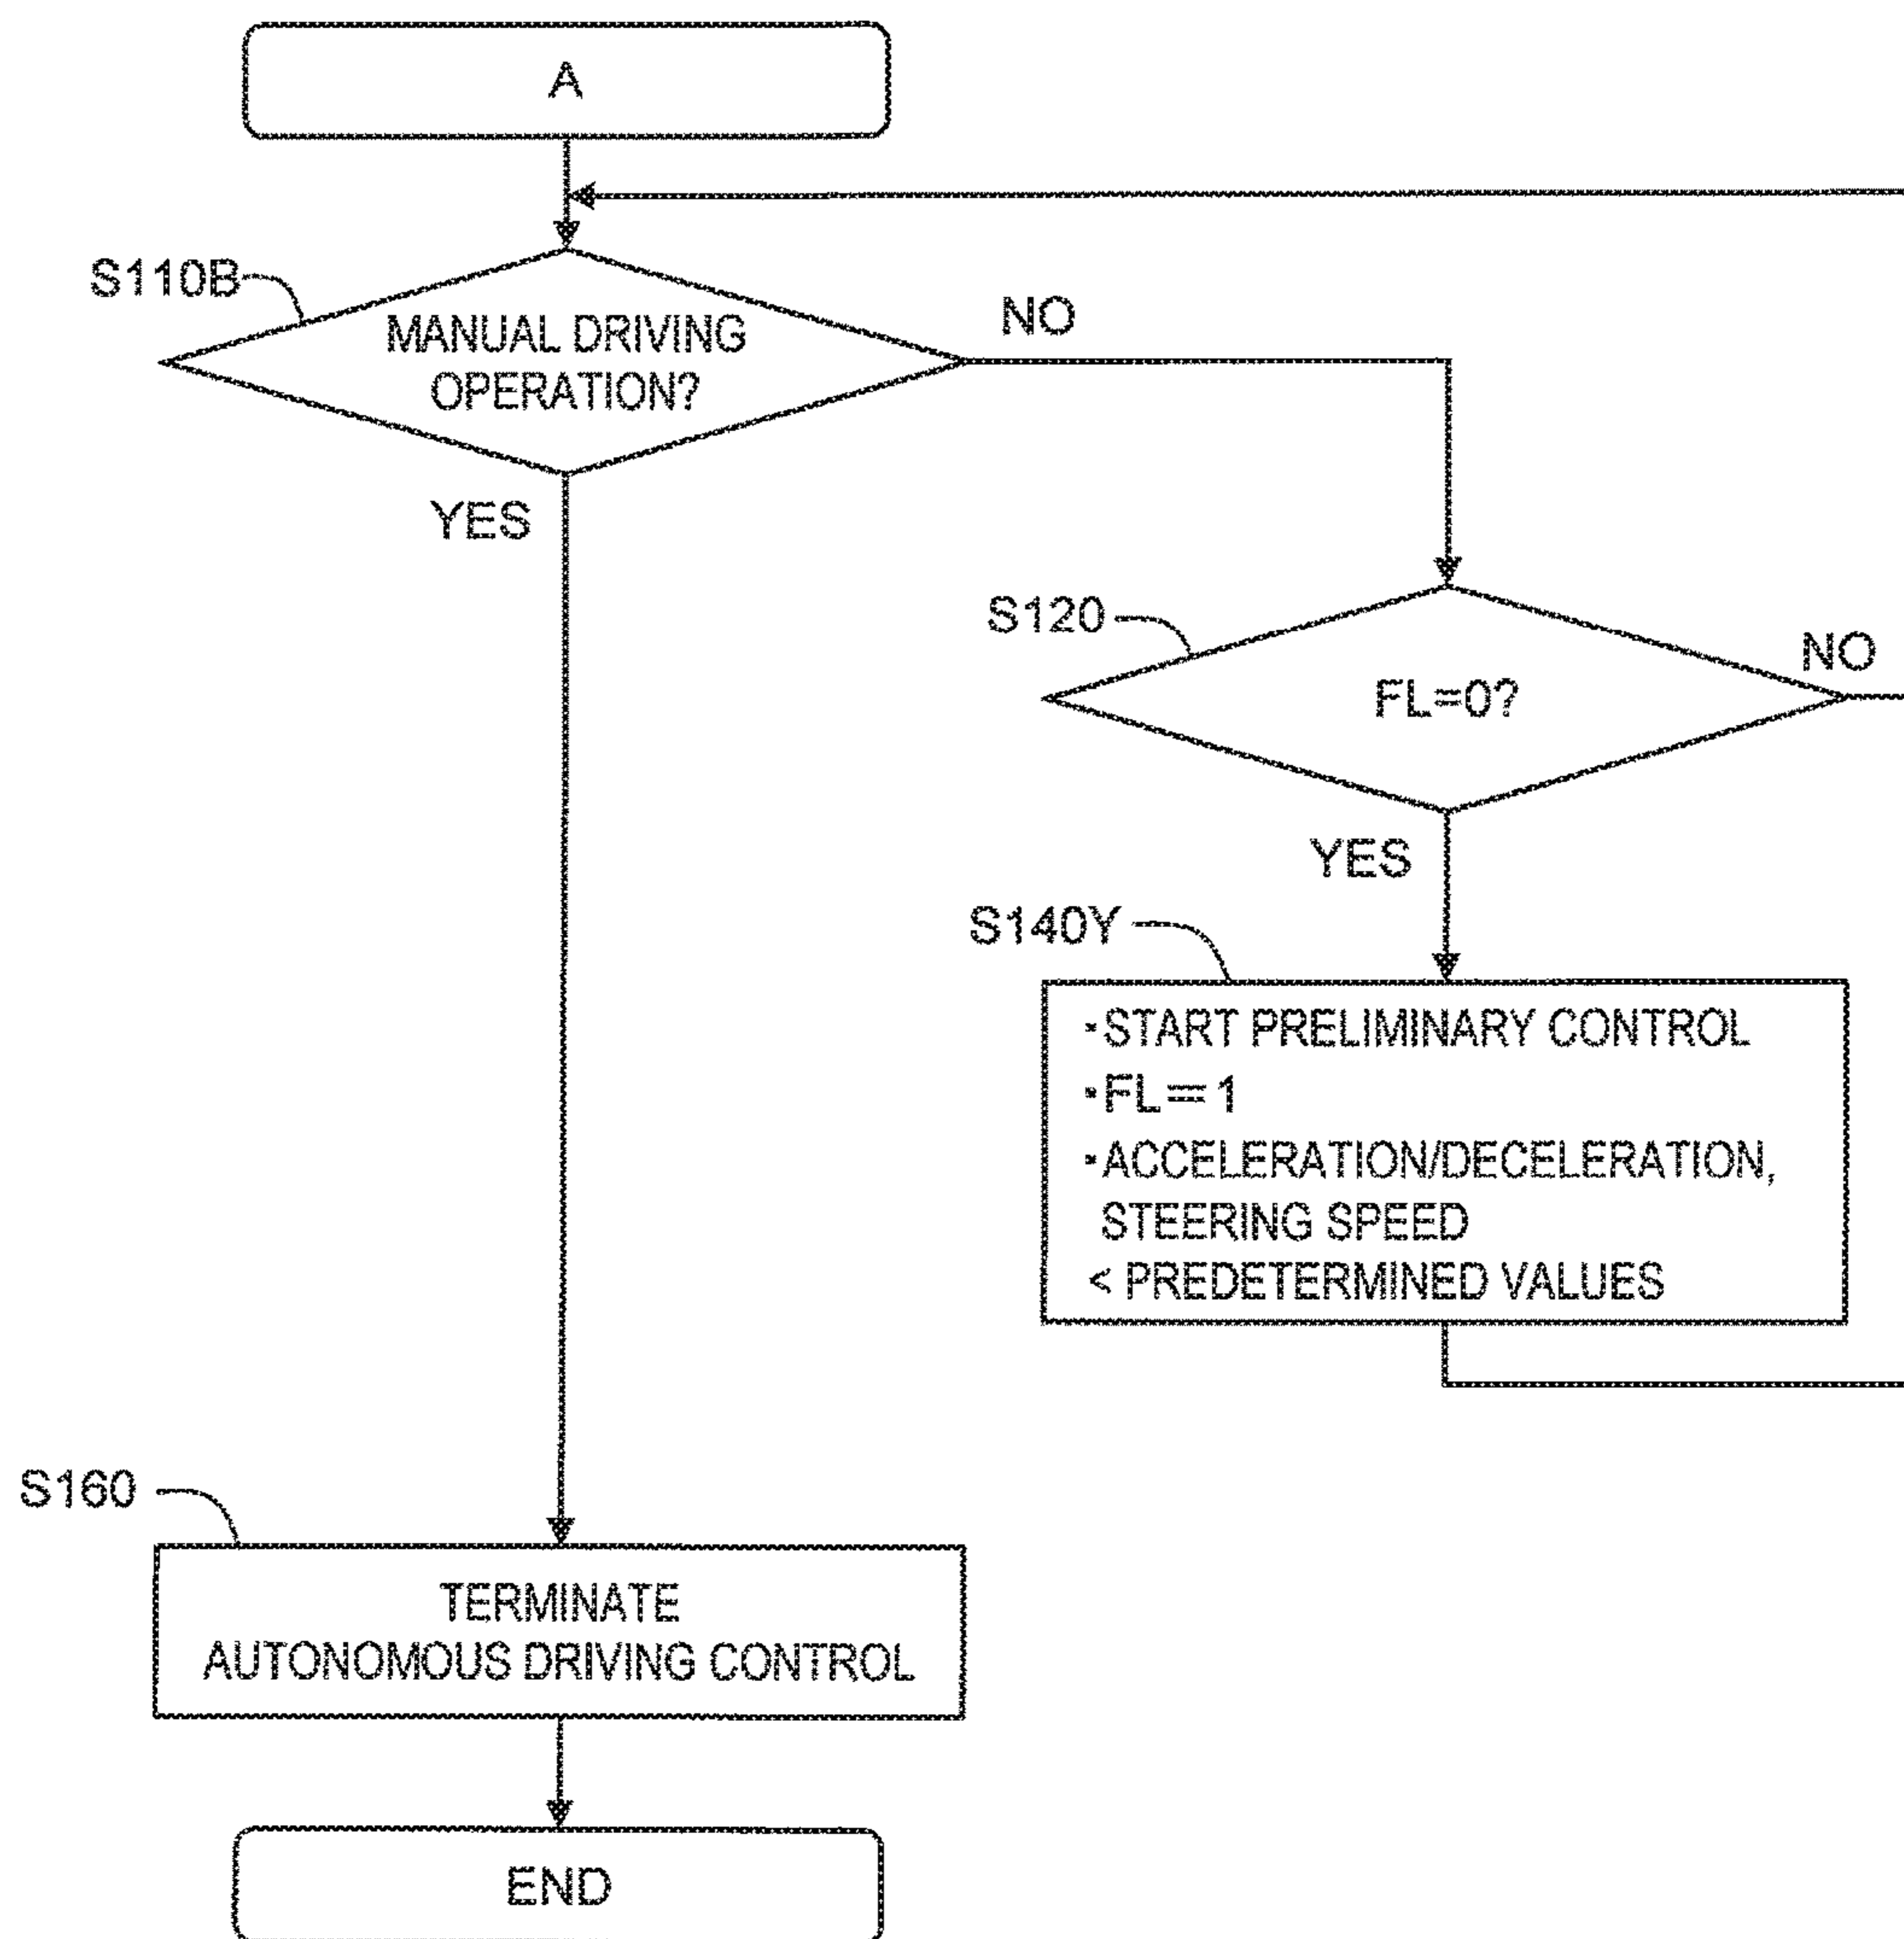 A
S110B
MANUAL DRIVING
OPERATION?
NO
YES
S120
FL=0?
NO
YES
S140Y
・START PRELIMINARY CONTROL
・FL=1
・ACCELERATION/DECELERATION,
STEERING SPEED
< PREDETERMINED VALUES
S160
TERMINATE
AUTONOMOUS DRIVING CONTROL
END